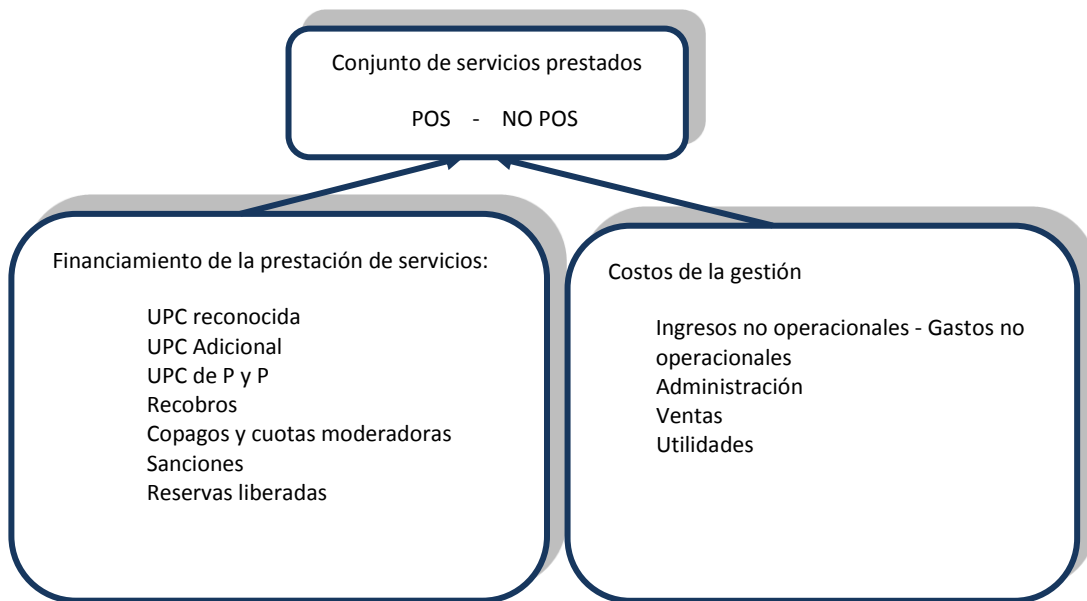 Conjunto de servicios prestados
POS - NO POS
Financiamiento de la prestación de servicios:
UPC reconocida
UPC Adicional
UPC de P y P
Recobros
Copagos y cuotas moderadoras
Sanciones
Reservas liberadas
Costos de la gestión
Ingresos no operacionales - Gastos no
operacionales
Administración
Ventas
Utilidades